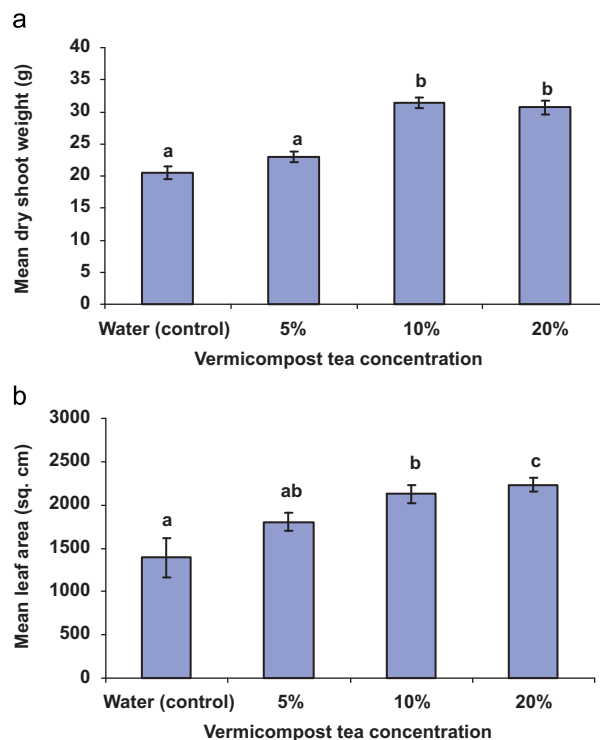 a
Mean dry shoot weight (g)
40
35
30
25
20
15
10
5
0
a
a
b
b
Water (control) 5% 10% 20%
Vermicompost tea concentration
b
Mean leaf area (sq. cm)
3000
2500
2000
1500
1000
500
0
a
ab
b
c
Water (control) 5% 10% 20%
Vermicompost tea concentration